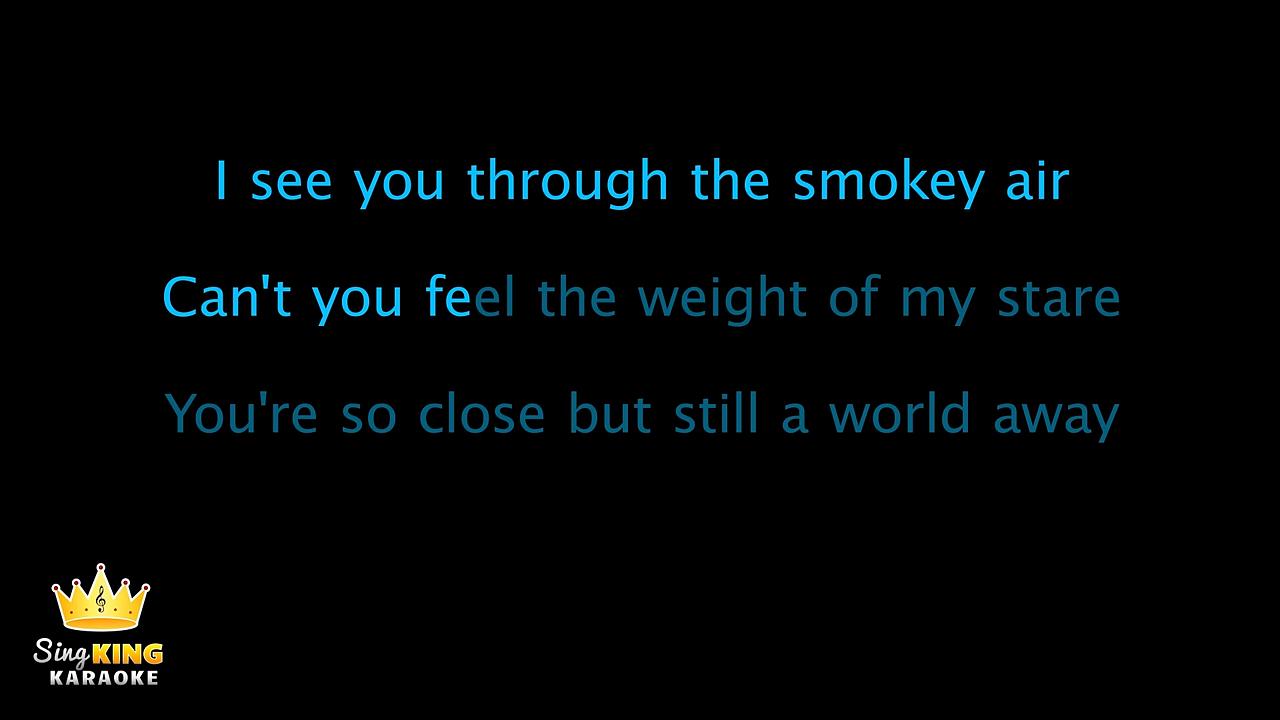 I see you through the smokey air
Can't you feel the weight of my stare
You're so close but still a world away
Sing KING
KARAOKE